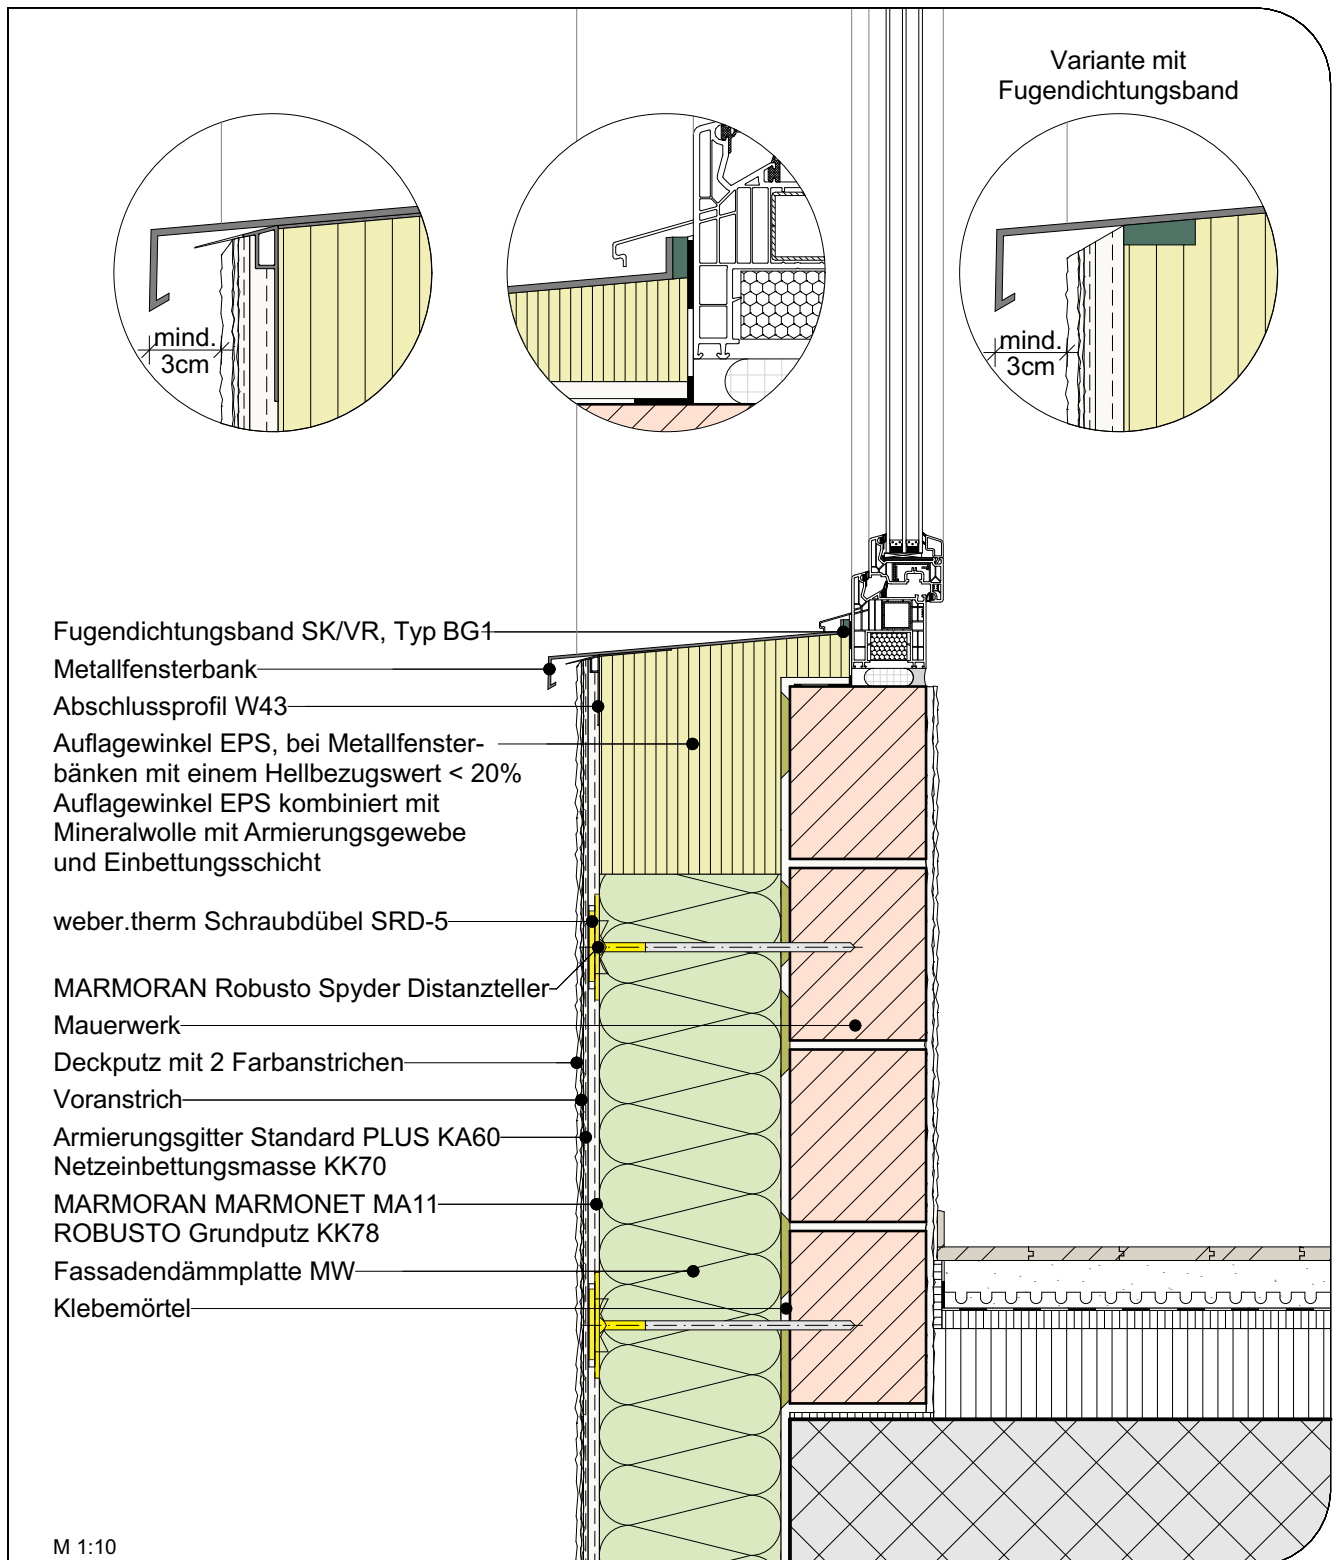 Variante mit
Fugendichtungsband
mind.
3cm
mind.
3cm
Fugendichtungsband SK/VR, Typ BG1
Metallfensterbank
Abschlussprofil W43
Auflagewinkel EPS, bei Metallfenster-
bänken mit einem Hellbezugswert < 20%
Auflagewinkel EPS kombiniert mit
Mineralwolle mit Armierungsgewebe
und Einbettungsschicht
weber.therm Schraubdübel SRD-5
MARMORAN Robusto Spyder Distanzteller
Mauerwerk
Deckputz mit 2 Farbanstrichen
Voranstrich
Armierungsgitter Standard PLUS KA60
Netzeinbettungsmasse KK70
MARMORAN MARMONET MA11
ROBUSTO Grundputz KK78
Fassadendämmplatte MW
Klebemörtel
M 1:10